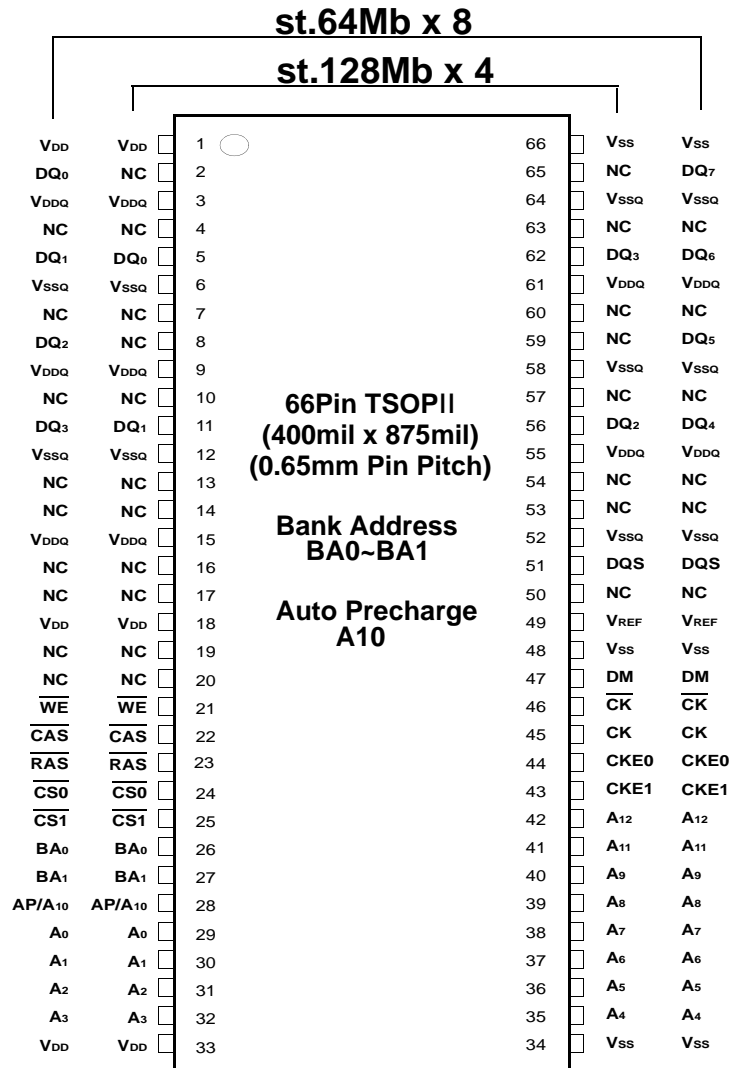 st.64Mb x 8
st.128Mb x 4
VDD VDD 1 66 VSS VSS
DQ0 NC 2 65 NC DQ7
VDDQ VDDQ 3 64 VSSQ VSSQ
NC NC 4 63 NC NC
DQ1 DQ0 5 62 DQ3 DQ6
VSSQ VSSQ 6 61 VDDQ VDDQ
NC NC 7 60 NC NC
DQ2 NC 8 59 NC DQ5
VDDQ VDDQ 9 58 VSSQ VSSQ
NC NC 10 57 NC NC
DQ3 DQ1 11 56 DQ2 DQ4
VSSQ VSSQ 12 55 VDDQ VDDQ
NC NC 13 54 NC NC
NC NC 14 53 NC NC
VDDQ VDDQ 15 52 VSSQ VSSQ
NC NC 16 51 DQS DQS
NC NC 17 50 NC NC
VDD VDD 18 49 VREF VREF
NC NC 19 48 VSS VSS
NC NC 20 47 DM DM
WE WE 21 46 CK CK
CAS CAS 22 45 CK CK
RAS RAS 23 44 CKE0 CKE0
CS0 CS0 24 43 CKE1 CKE1
CS1 CS1 25 42 A12 A12
BA0 BA0 26 41 A11 A11
BA1 BA1 27 40 A9 A9
AP/A10 AP/A10 28 39 A8 A8
A0 A0 29 38 A7 A7
A1 A1 30 37 A6 A6
A2 A2 31 36 A5 A5
A3 A3 32 35 A4 A4
VDD VDD 33 34 VSS VSS
66Pin TSOPII
(400mil x 875mil)
(0.65mm Pin Pitch)
Bank Address
BA0~BA1
Auto Precharge
A10